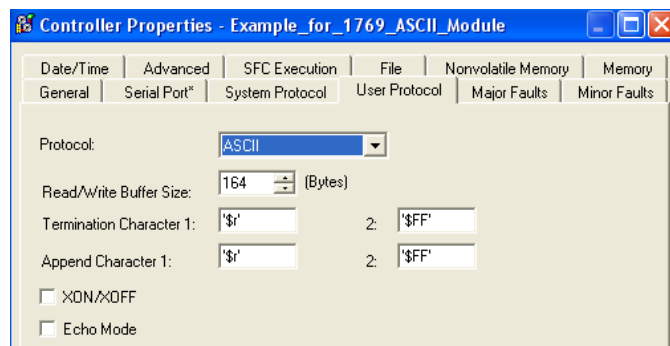 Controller Properties - Example_for_1769_ASCII_Module
Date/Time Advanced SFC Execution File Nonvolatile Memory Memory
General Serial Port* System Protocol User Protocol Major Faults Minor Faults
Protocol: ASCII
Read/Write Buffer Size: 164 (Bytes)
Termination Character 1: '$r' 2: '$FF'
Append Character 1: '$r' 2: '$FF'
XON/XOFF
Echo Mode